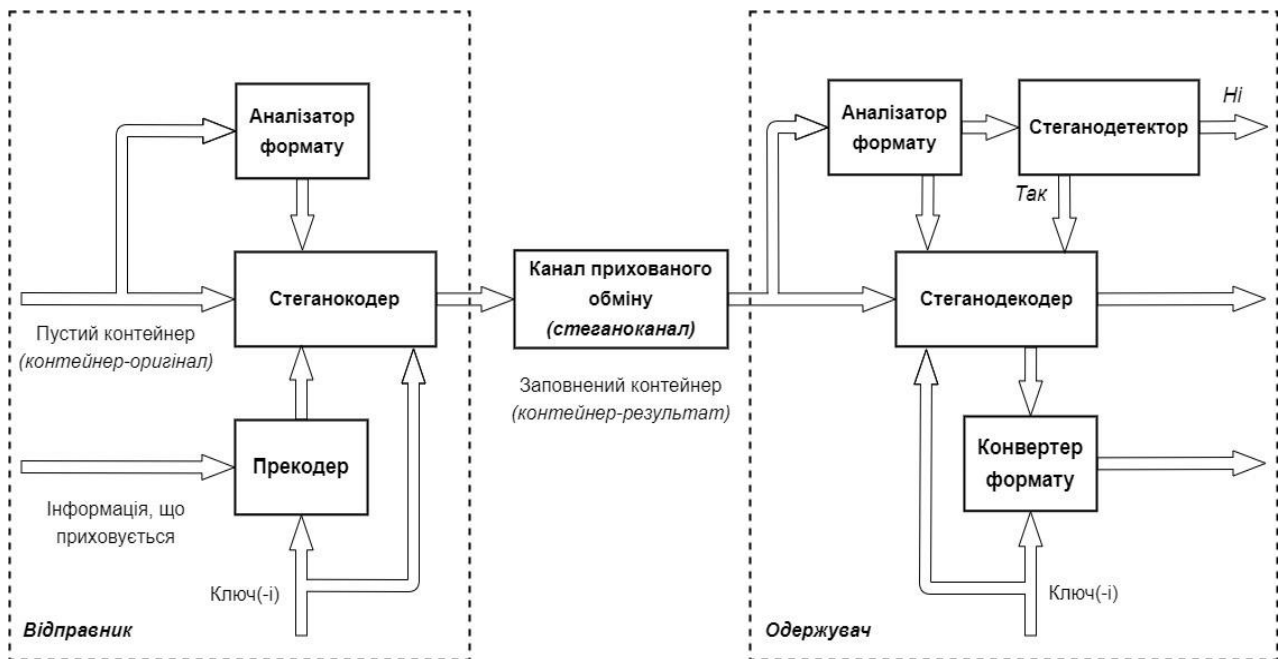 Аналізатор
формату
Стеганокодер
Пустий контейнер
(контейнер-оригінал)
Прекодер
Інформація, що
приховується
Ключ(-і)
Відправник
Канал прихованого
обміну
(стеганоканал)
Заповнений контейнер
(контейнер-результат)
Аналізатор
формату
Стеганодетектор
Ні
Так
Стеганодекодер
Конвертер
формату
Ключ(-і)
Одержувач